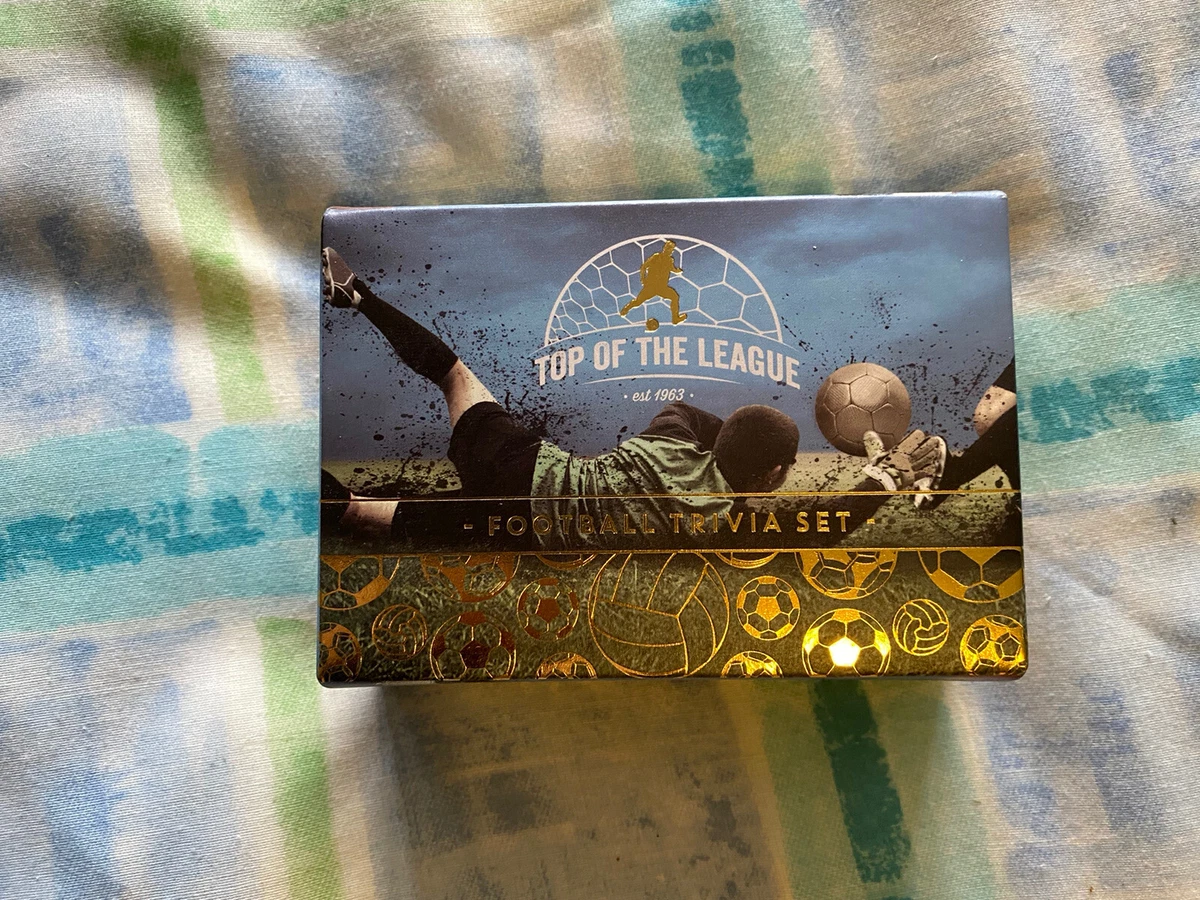 TOP OF THE LEAGUE
· est 1963 ·
- FOOTBALL TRIVIA SET -